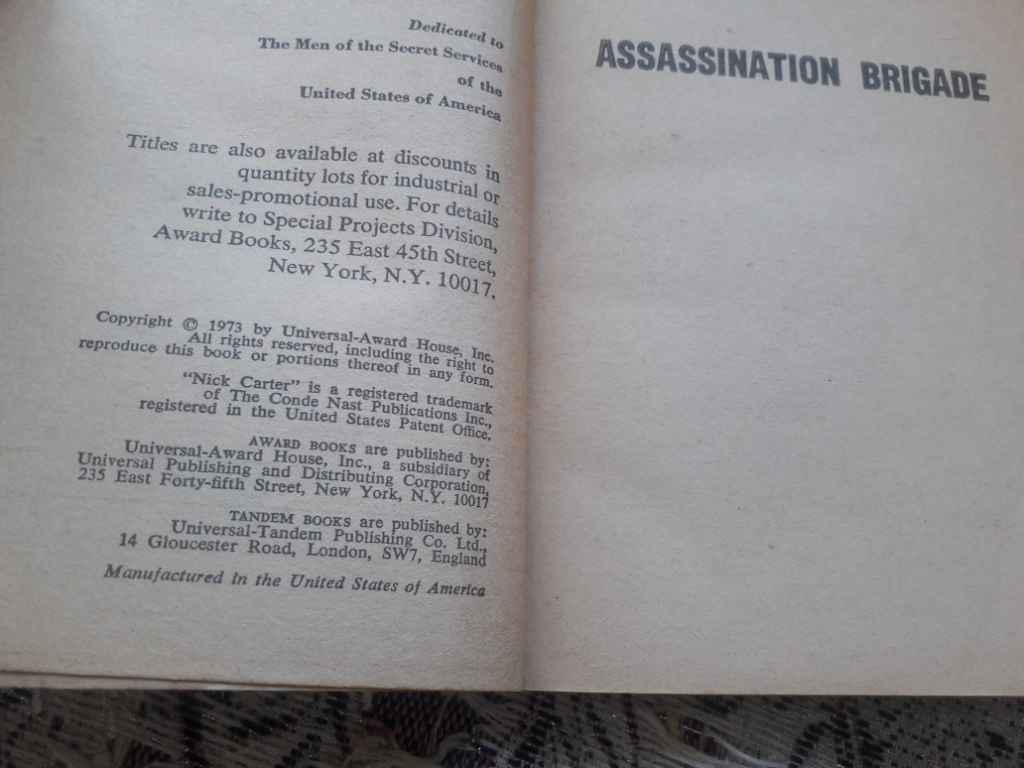 Dedicated to
The Men of the Secret Services
of the
United States of America
Titles are also available at discounts in
quantity lots for industrial or
sales-promotional use. For details
write to Special Projects Division,
Award Books, 235 East 45th Street,
New York, N.Y. 10017.
Copyright © 1973 by Universal-Award House, Inc.
All rights reserved, including the right to
reproduce this book or portions thereof in any form.
"Nick Carter" is a registered trademark
of The Conde Nast Publications Inc.,
registered in the United States Patent Office.
AWARD BOOKS are published by:
Universal-Award House, Inc., a subsidiary of
Universal Publishing and Distributing Corporation,
235 East Forty-fifth Street, New York, N.Y. 10017
TANDEM BOOKS are published by:
Universal-Tandem Publishing Co. Ltd.,
14 Gloucester Road, London, SW7, England
Manufactured in the United States of America
ASSASSINATION BRIGADE